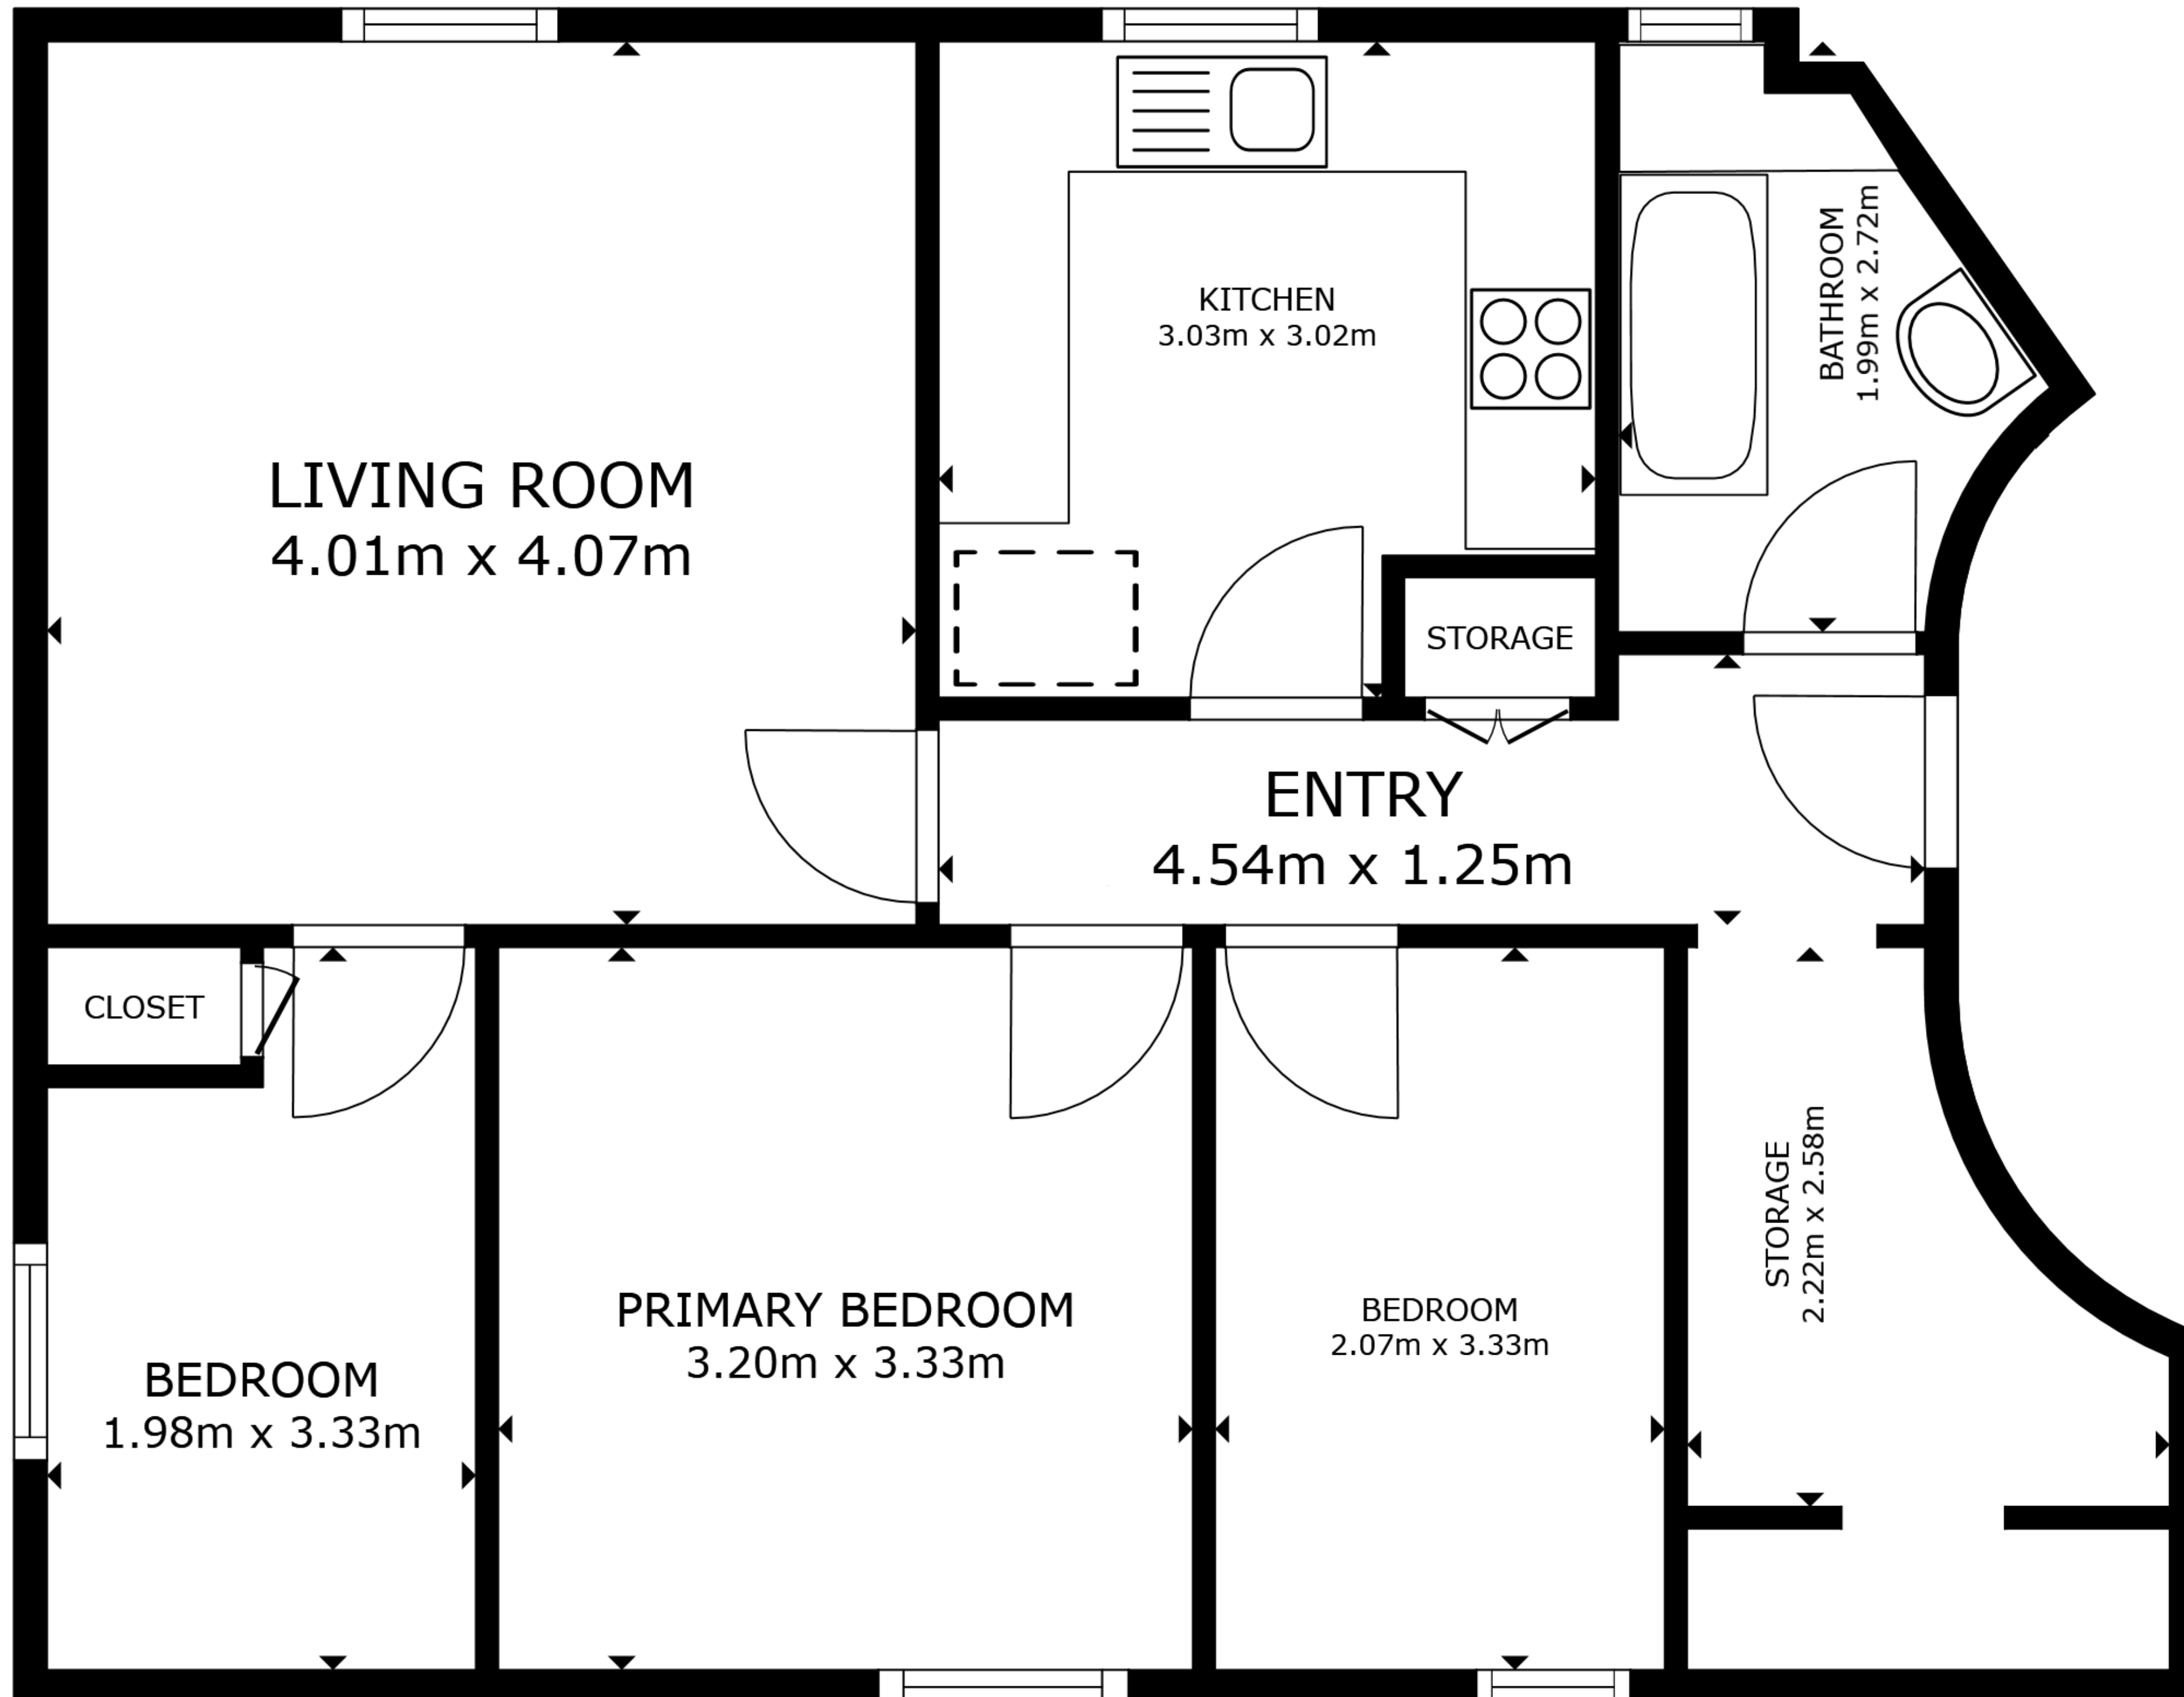 LIVING ROOM
4.01m x 4.07m
KITCHEN
3.03m x 3.02m
BATHROOM
1.99m x 2.72m
STORAGE
ENTRY
4.54m x 1.25m
CLOSET
BEDROOM
1.98m x 3.33m
PRIMARY BEDROOM
3.20m x 3.33m
BEDROOM
2.07m x 3.33m
STORAGE
2.22m x 2.58m